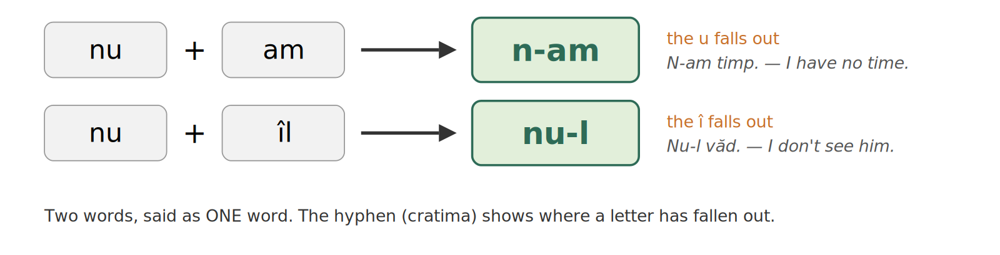 nu + am n-am
the u falls out
N-am timp. — I have no time.
nu + îl nu-l
the î falls out
Nu-l văd. — I don't see him.
Two words, said as ONE word. The hyphen (cratima) shows where a letter has fallen out.